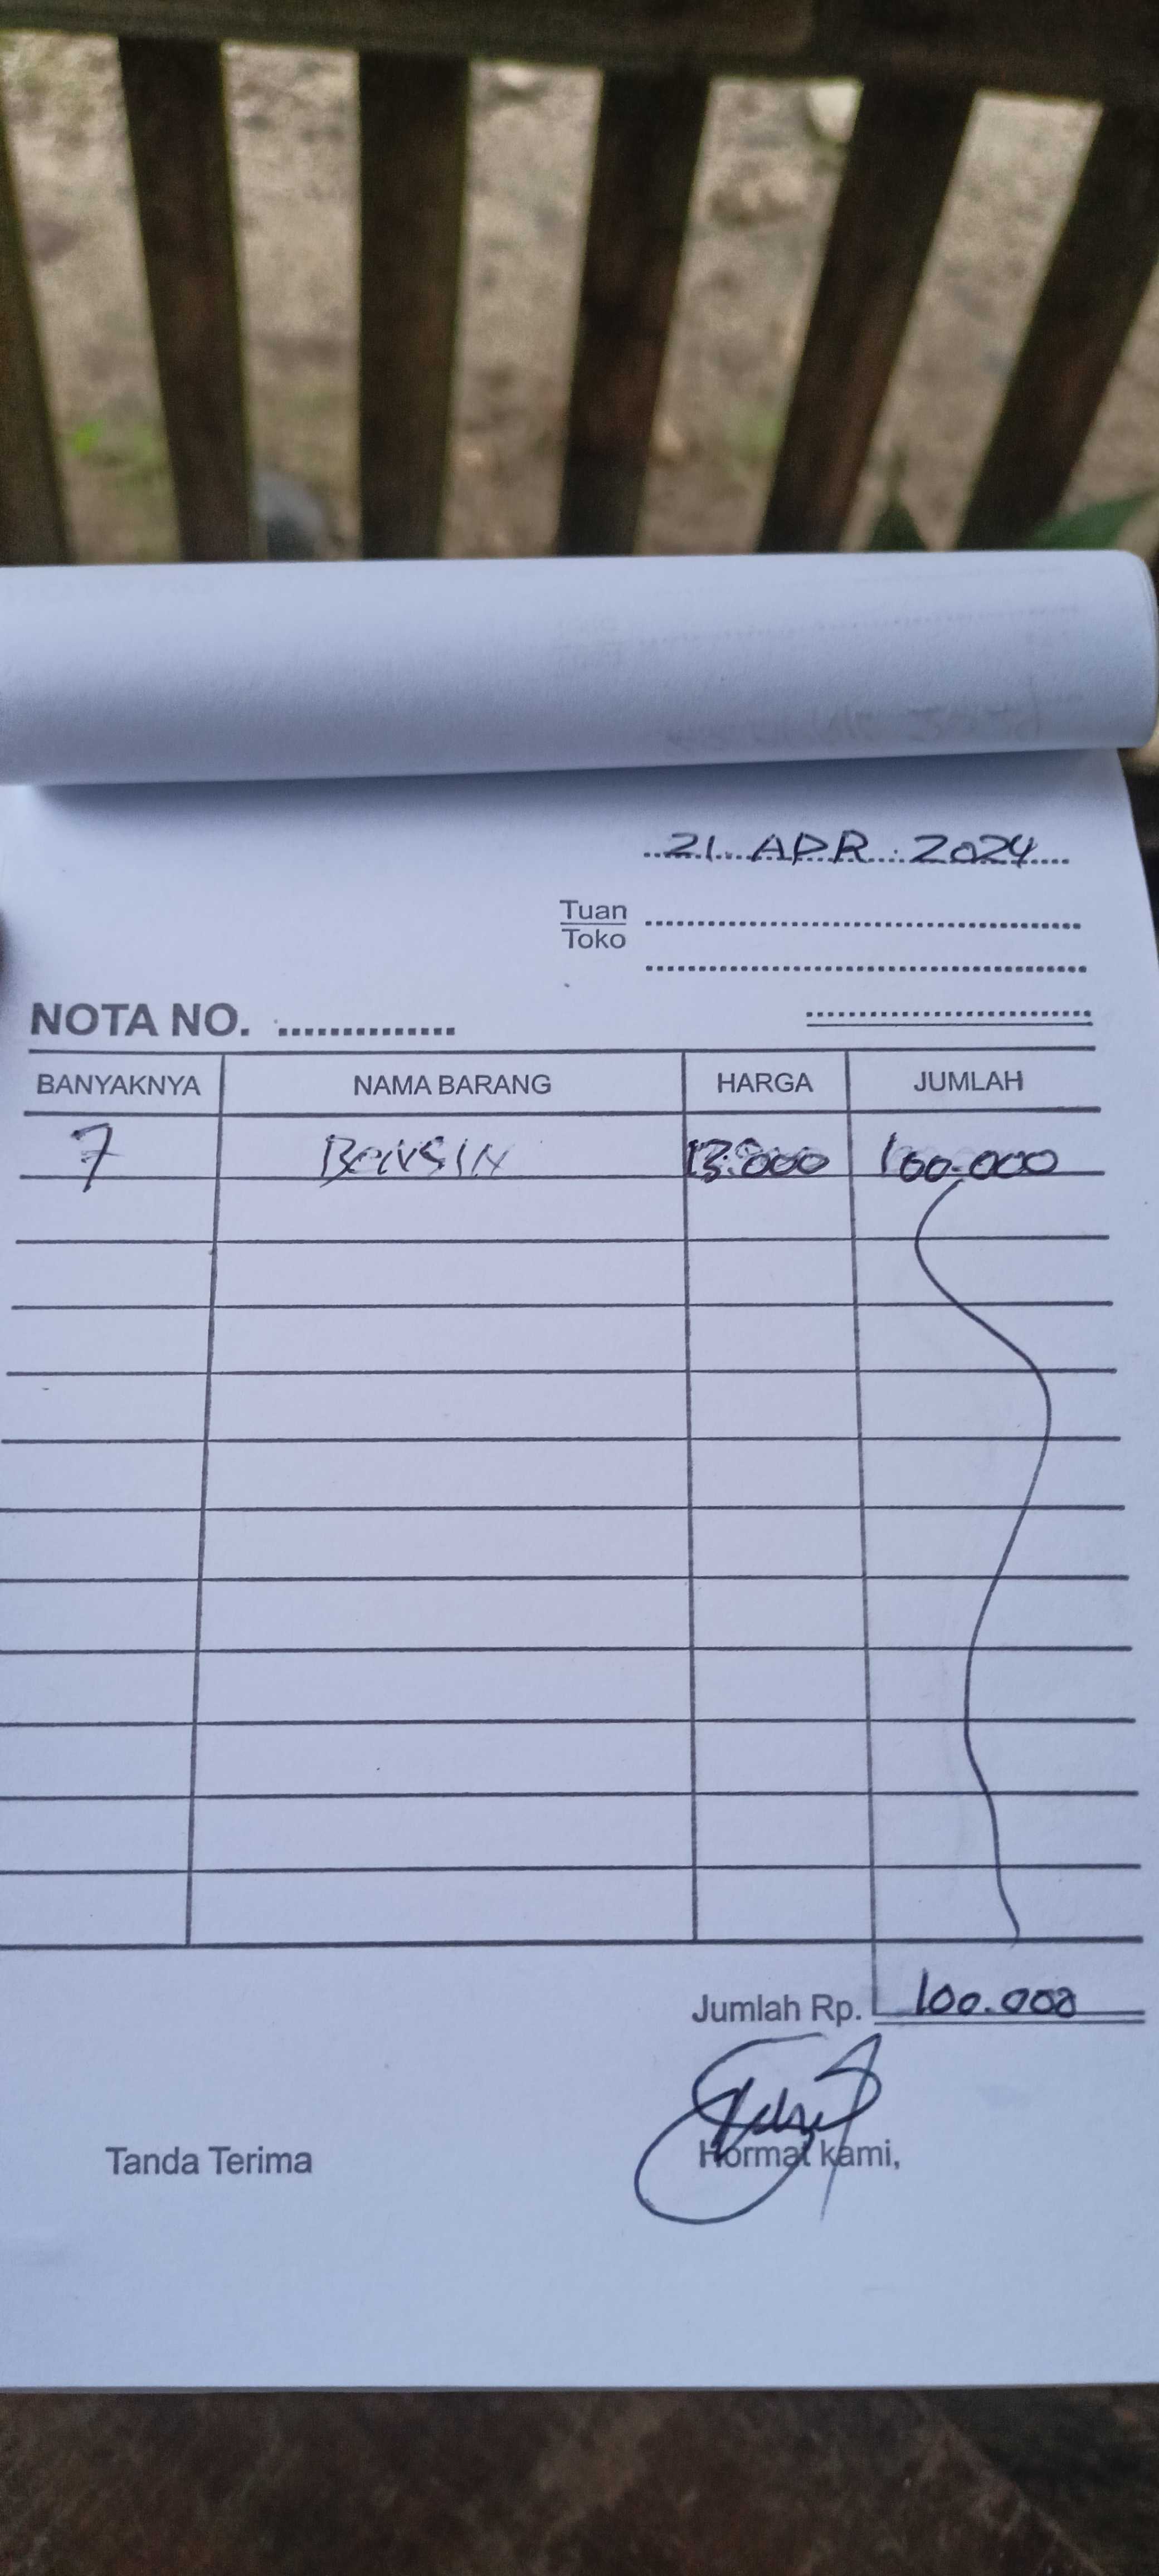 21 APR 2024
Tuan
Toko
NOTA NO.
BANYAKNYA NAMA BARANG HARGA JUMLAH
7 BENSIN 13.000 100.000
Jumlah Rp. 100.000
Tanda Terima Hormat kami,